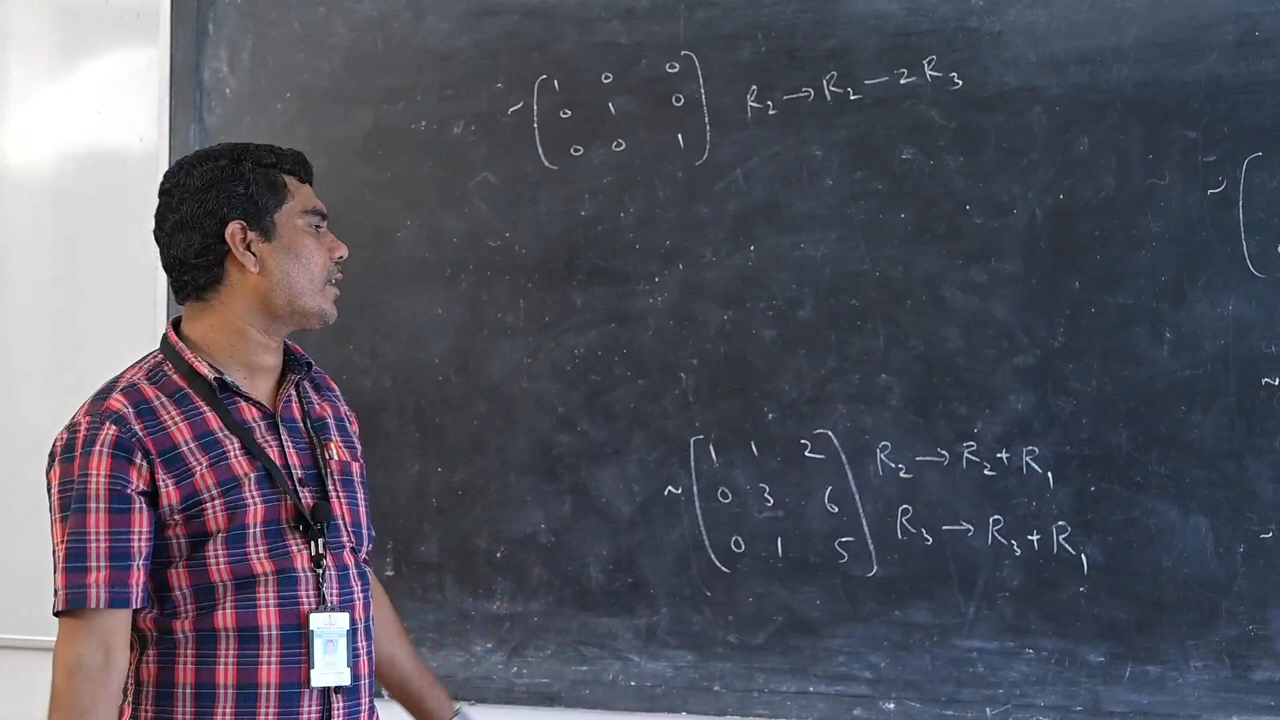 ~ ( 1 0 0
0 1 0
0 0 1 ) R₂ → R₂ − 2R₃
~
~
~ [ 1 1 2
0 3 6
0 1 5 ] R₂ → R₂ + R₁
R₃ → R₃ + R₁
~